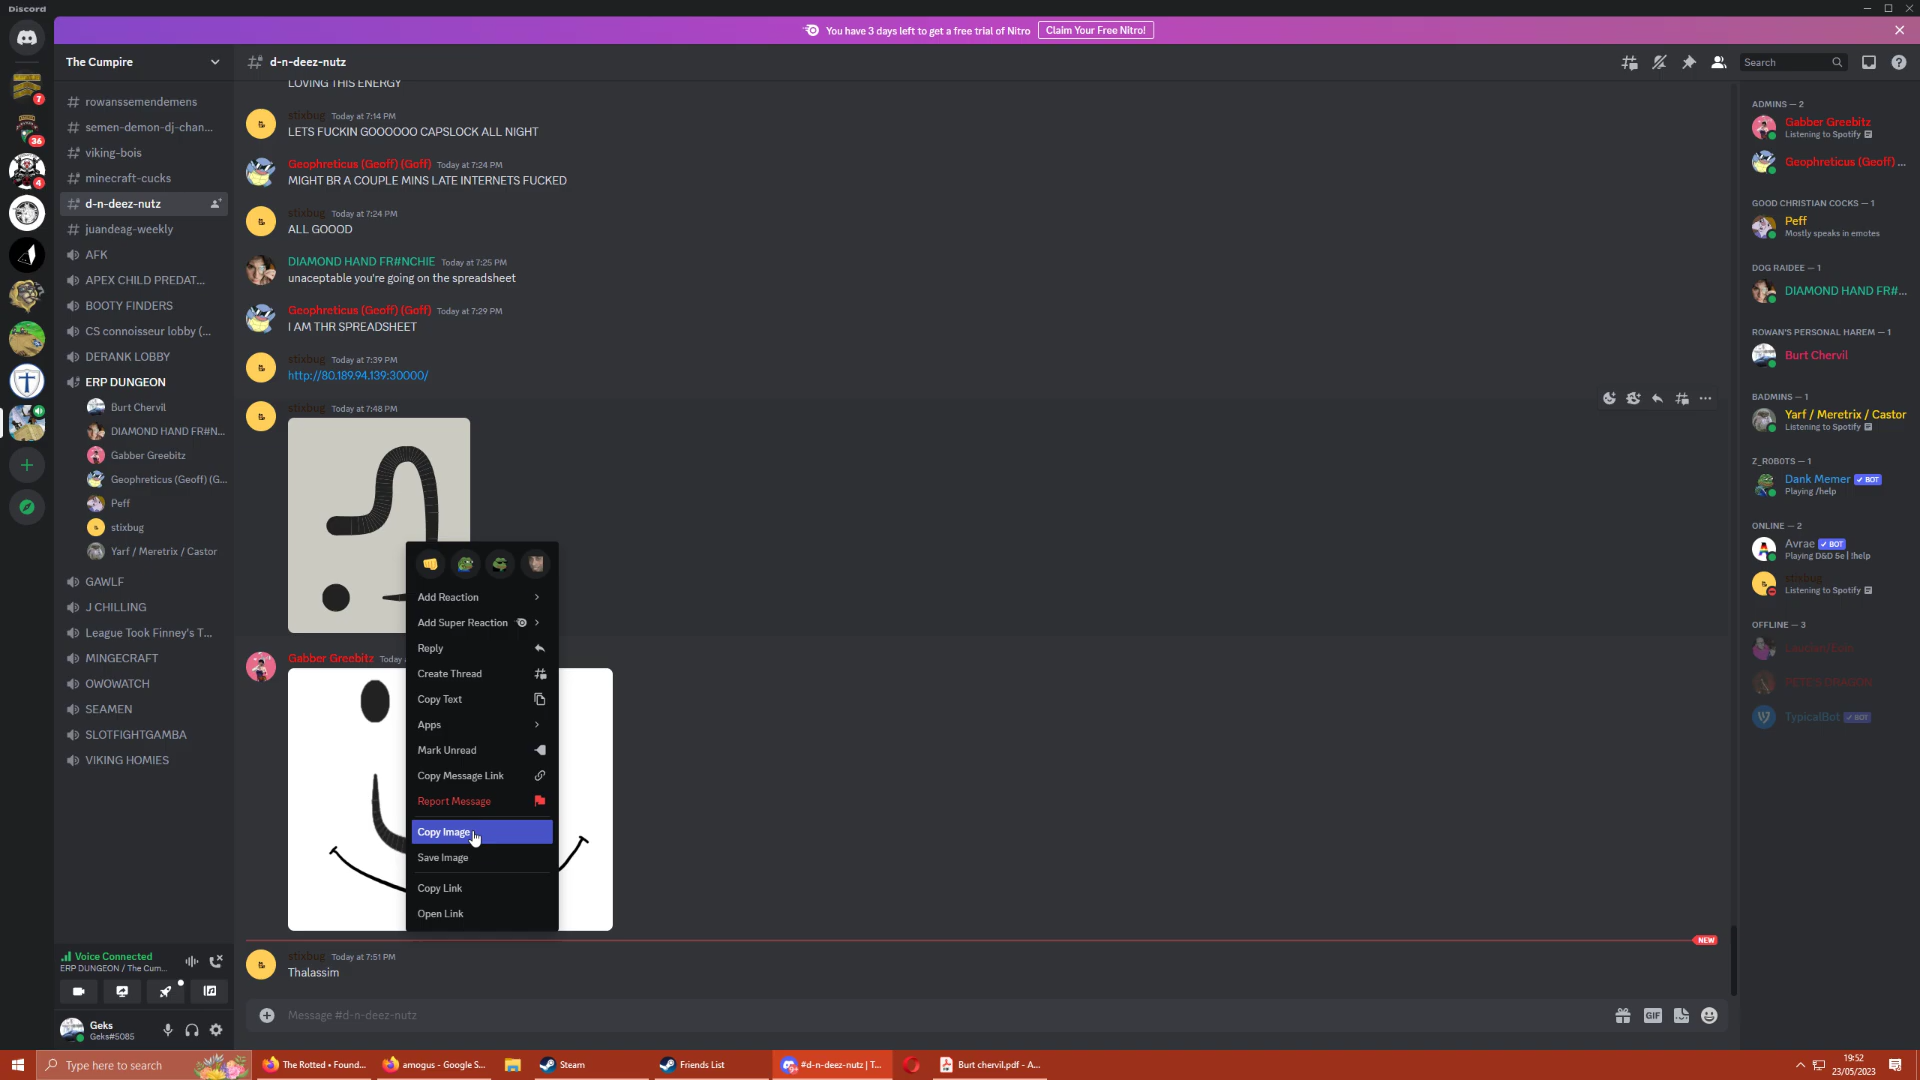 Discord
You have 3 days left to get a free trial of Nitro
Claim Your Free Nitro!
The Cumpire
d-n-deez-nutz
Search
7
36
4
rowanssemendemens
semen-demon-dj-chan...
viking-bois
minecraft-cucks
d-n-deez-nutz
juandeag-weekly
AFK
APEX CHILD PREDAT...
BOOTY FINDERS
CS connoisseur lobby (...
DERANK LOBBY
ERP DUNGEON
Burt Chervil
DIAMOND HAND FR#N...
Gabber Greebitz
Geophreticus (Geoff) (G...
Peff
stixbug
Yarf / Meretrix / Castor
GAWLF
J CHILLING
League Took Finney's T...
MINGECRAFT
OWOWATCH
SEAMEN
SLOTFIGHTGAMBA
VIKING HOMIES
Voice Connected
ERP DUNGEON / The Cum...
Geks
Geks#5085
LOVING THIS ENERGY
stixbug Today at 7:14 PM
LETS FUCKIN GOOOOOO CAPSLOCK ALL NIGHT
Geophreticus (Geoff) (Goff) Today at 7:24 PM
MIGHT BR A COUPLE MINS LATE INTERNETS FUCKED
stixbug Today at 7:24 PM
ALL GOOOD
DIAMOND HAND FR#NCHIE Today at 7:25 PM
unaceptable you're going on the spreadsheet
Geophreticus (Geoff) (Goff) Today at 7:29 PM
I AM THR SPREADSHEET
stixbug Today at 7:39 PM
http://80.189.94.139:30000/
stixbug Today at 7:48 PM
Gabber Greebitz Today
Add Reaction
Add Super Reaction
Reply
Create Thread
Copy Text
Apps
Mark Unread
Copy Message Link
Report Message
Copy Image
Save Image
Copy Link
Open Link
NEW
stixbug Today at 7:51 PM
Thalassim
Message #d-n-deez-nutz
GIF
ADMINS — 2
Gabber Greebitz
Listening to Spotify
Geophreticus (Geoff) ...
GOOD CHRISTIAN COCKS — 1
Peff
Mostly speaks in emotes
DOG RAIDEE — 1
DIAMOND HAND FR#...
ROWAN'S PERSONAL HAREM — 1
Burt Chervil
BADMINS — 1
Yarf / Meretrix / Castor
Listening to Spotify
Z_ROBOTS — 1
Dank Memer BOT
Playing /help
ONLINE — 2
Avrae BOT
Playing D&D 5e | !help
stixbug
Listening to Spotify
OFFLINE — 3
PETE'S DRAGON
TypicalBot BOT
Type here to search
The Rotted • Found...
amogus - Google S...
Steam
Friends List
#d-n-deez-nutz | T...
Burt chervil.pdf - A...
19:52
23/05/2023